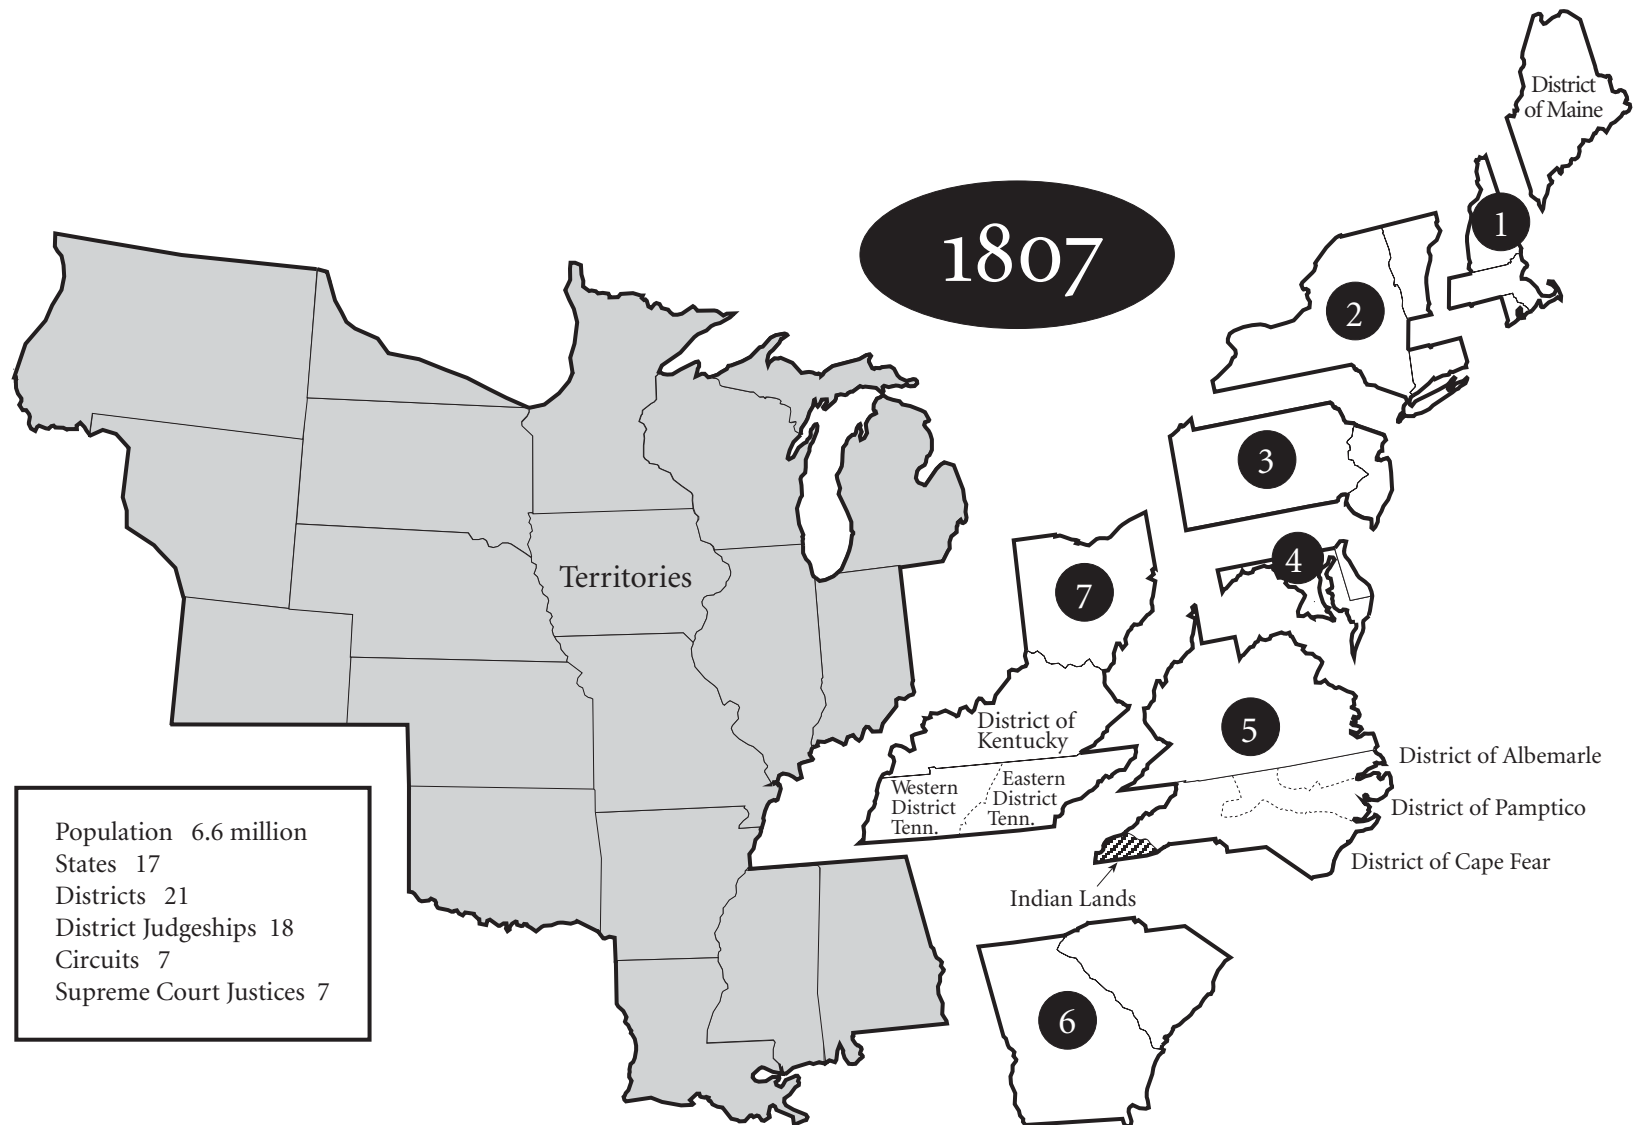 District
of Maine
1807
1
2
3
4
Territories
7
District of
Kentucky
5
District of Albemarle
Western
District
Tenn.
Eastern
District
Tenn.
District of Pamptico
District of Cape Fear
Indian Lands
6
Population 6.6 million
States 17
Districts 21
District Judgeships 18
Circuits 7
Supreme Court Justices 7